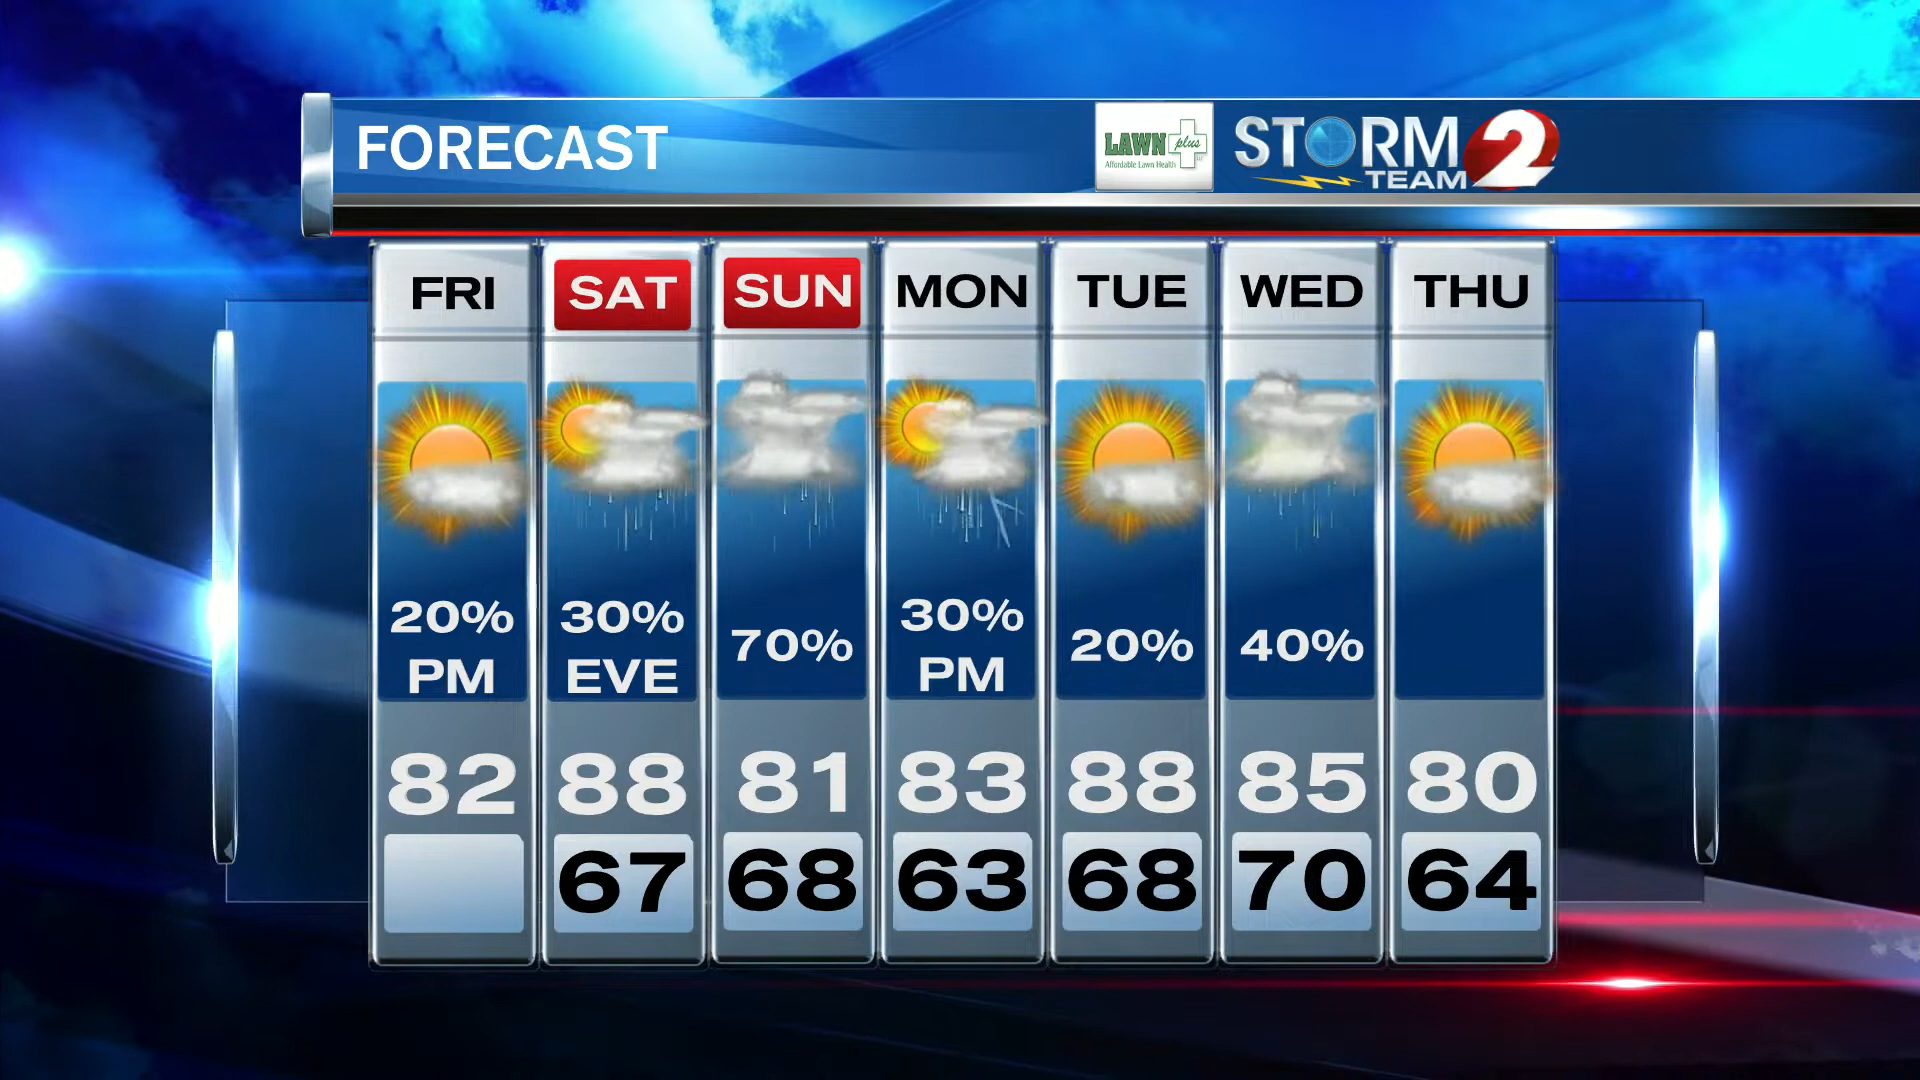 FORECAST
LAWN plus
Affordable Lawn Health
STORM
TEAM 2
FRI SAT SUN MON TUE WED THU
20% PM
30% EVE
70%
30% PM
20%
40%
82 88 81 83 88 85 80
67 68 63 68 70 64